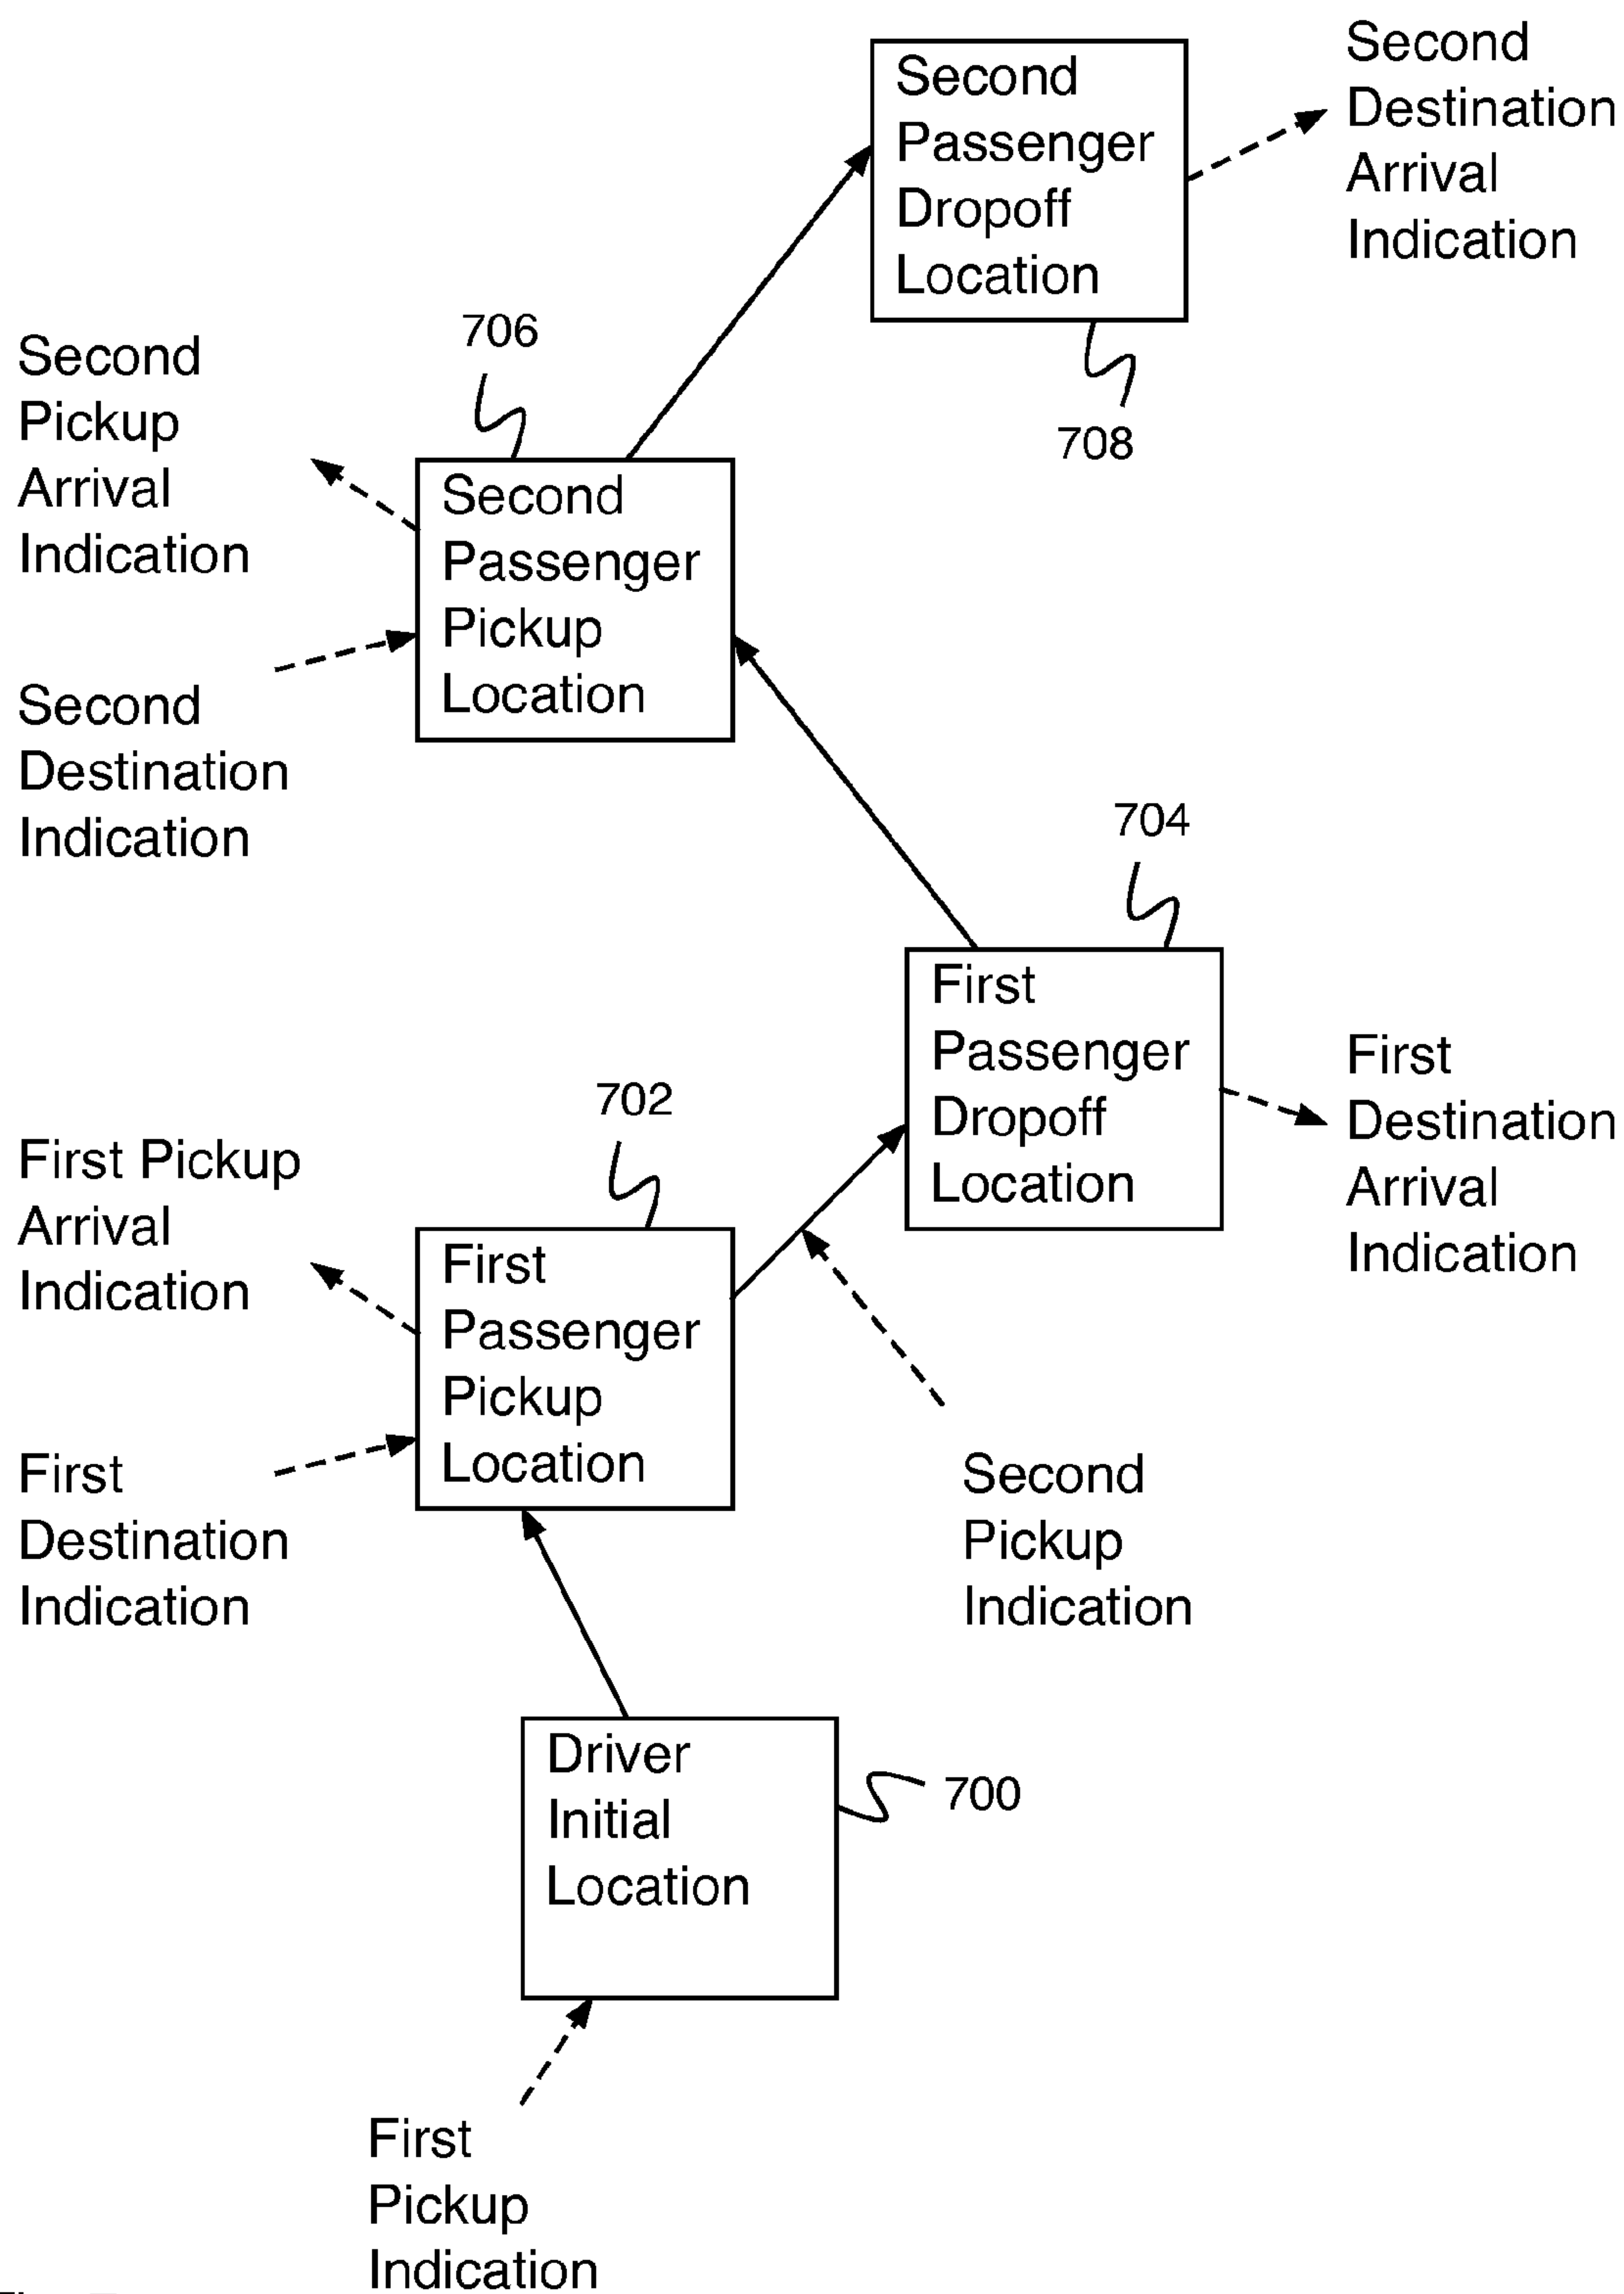 Second
Destination
Arrival
Indication
Second
Passenger
Dropoff
Location
708
706
Second
Pickup
Arrival
Indication
Second
Passenger
Pickup
Location
Second
Destination
Indication
704
First
Passenger
Dropoff
Location
First
Destination
Arrival
Indication
702
First Pickup
Arrival
Indication
First
Passenger
Pickup
Location
First
Destination
Indication
Second
Pickup
Indication
Driver
Initial
Location
700
First
Pickup
Indication